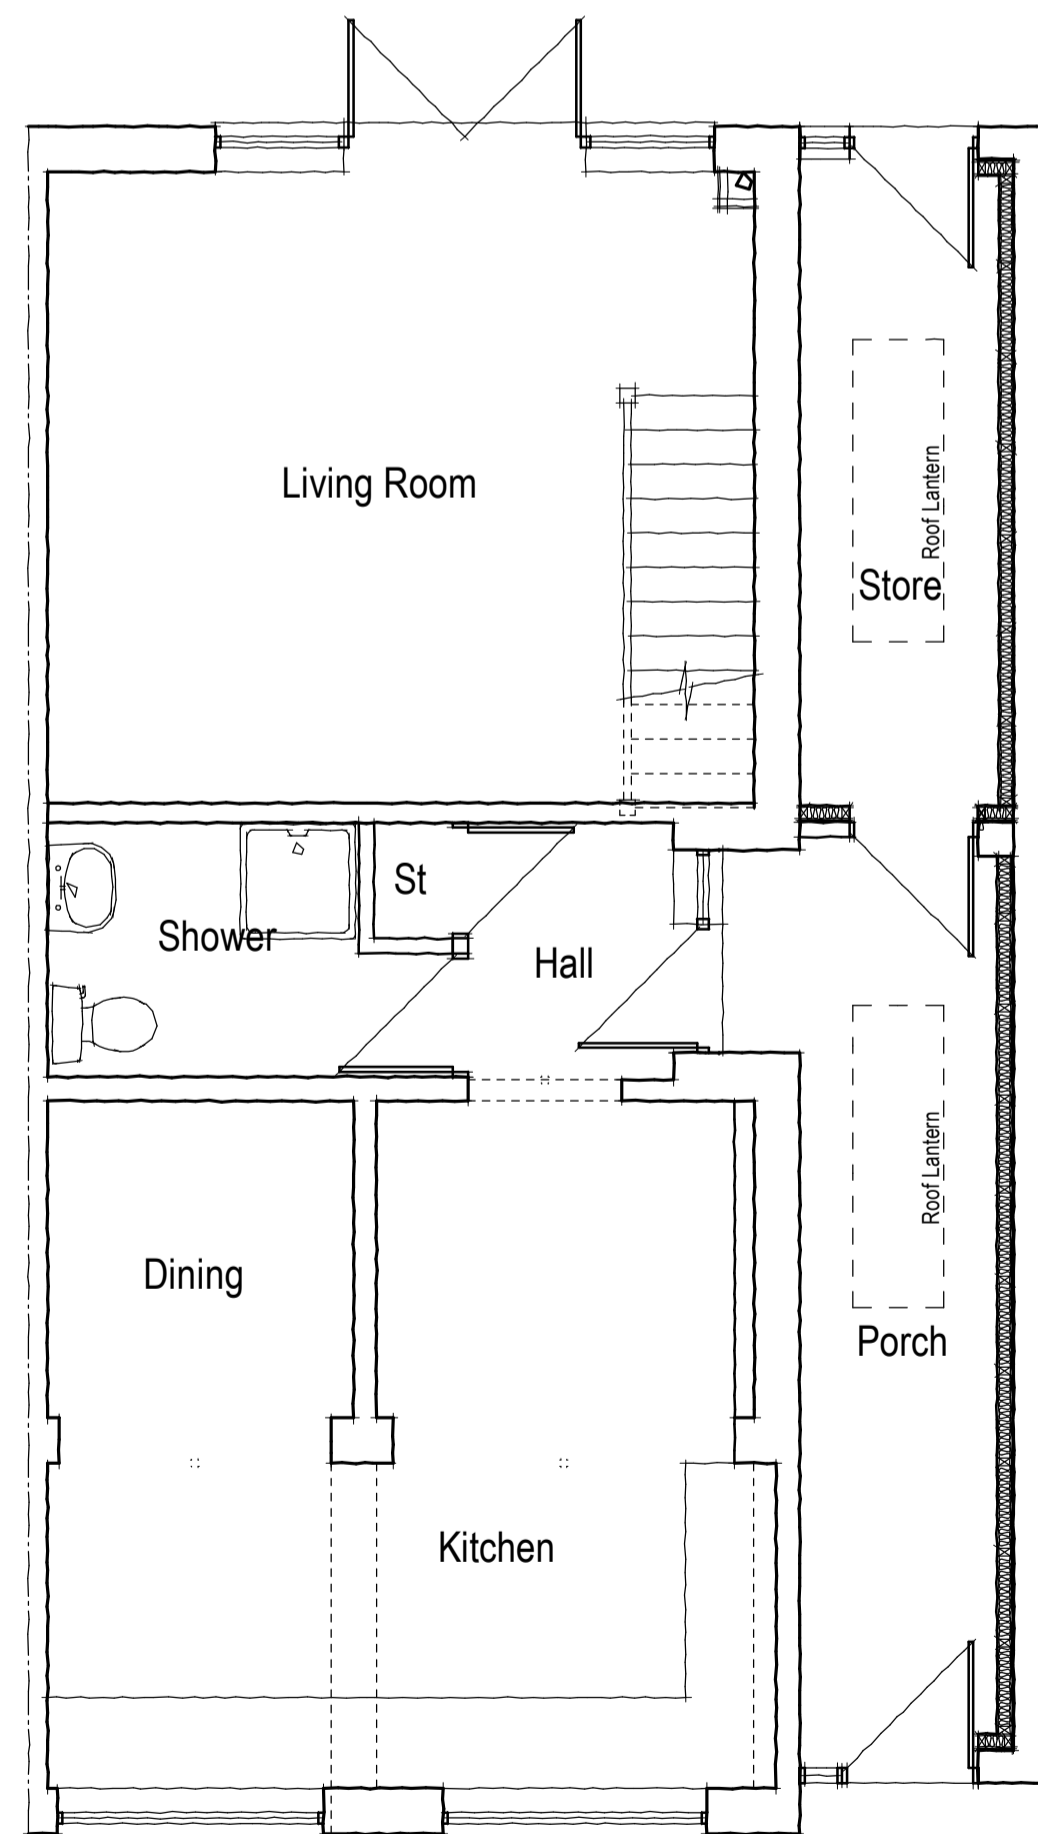 Living Room
Roof Lantern
Store
St
Shower
Hall
Roof Lantern
Dining
Porch
Kitchen